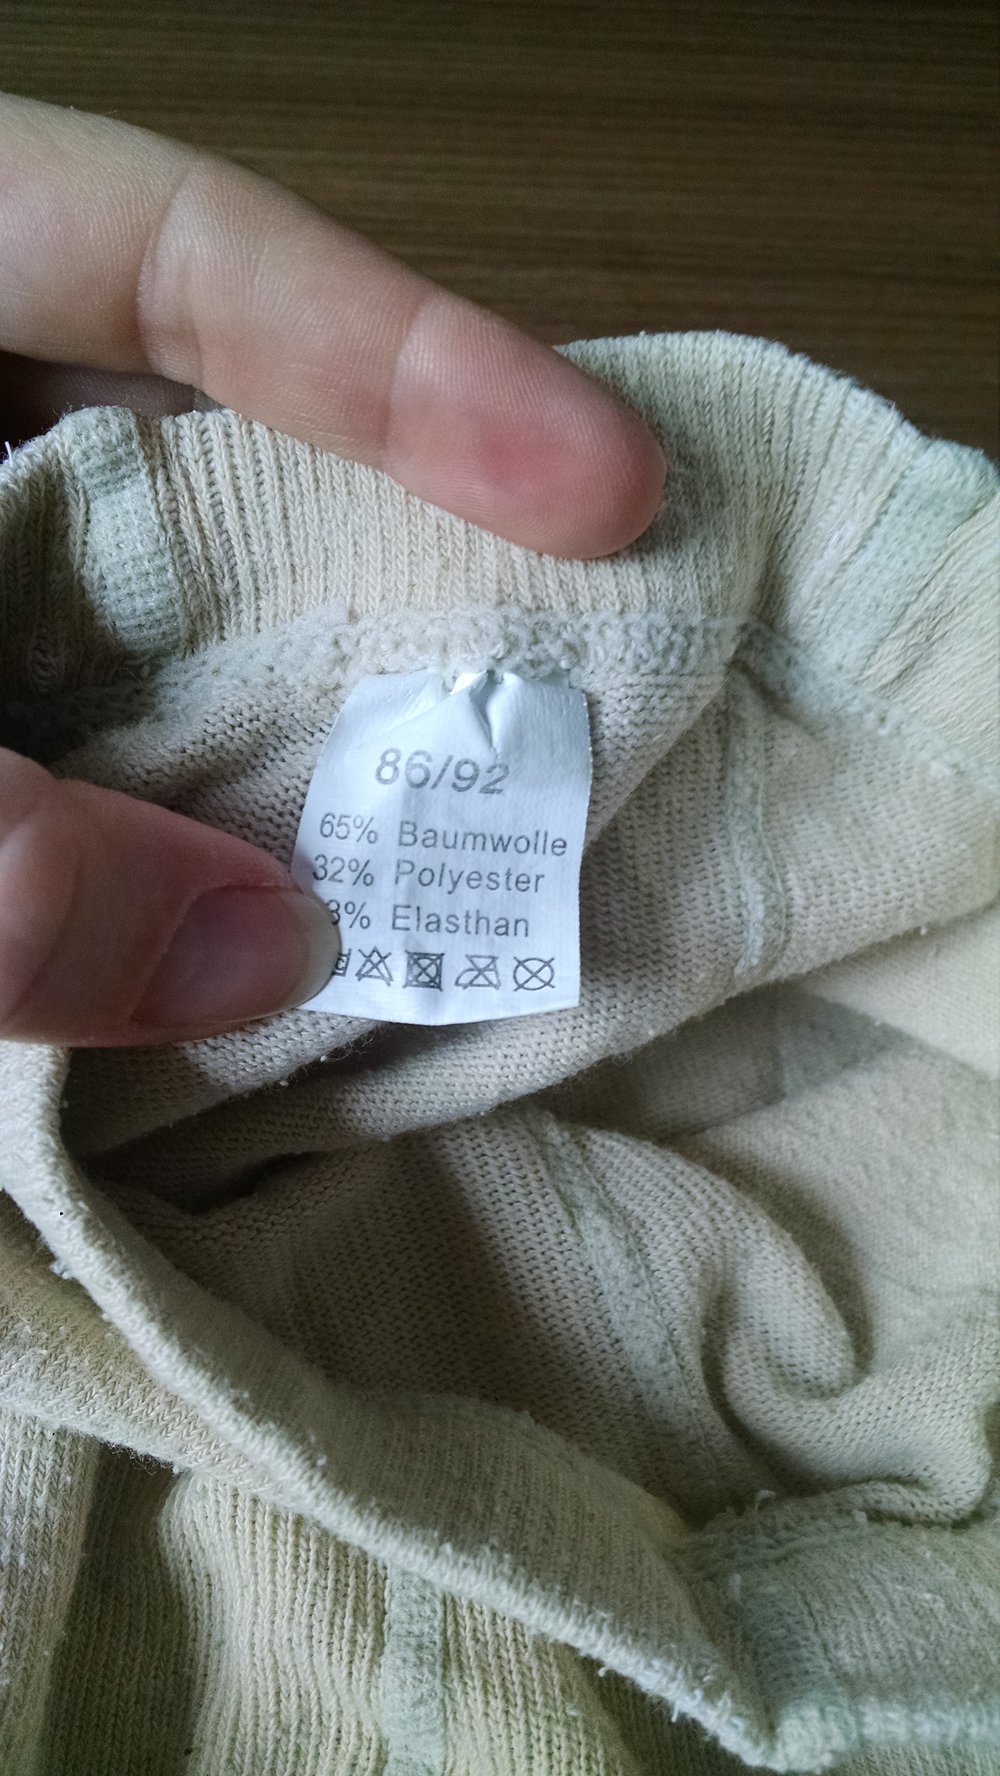 86/92
65% Baumwolle
32% Polyester
3% Elasthan